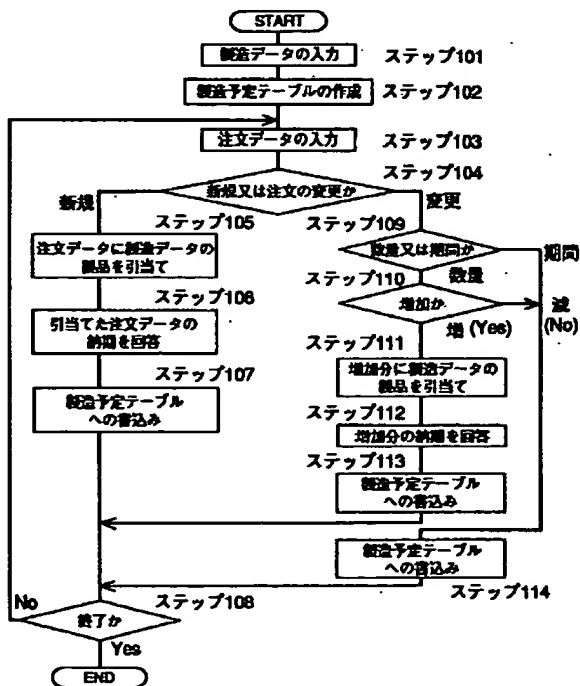 START
製造データの入力
ステップ101
製造予定テーブルの作成
ステップ102
注文データの入力
ステップ103
ステップ104
新規又は注文の変更か
新規
変更
ステップ105
注文データに製造データの
製品を引当て
ステップ106
引当てた注文データの
納期を回答
ステップ107
製造予定テーブル
への書込み
ステップ109
数量又は期間か
期間
数量
ステップ110
増加か
減
(No)
増 (Yes)
ステップ111
増加分に製造データの
製品を引当て
ステップ112
増加分の納期を回答
ステップ113
製造予定テーブル
への書込み
製造予定テーブル
への書込み
ステップ114
No
ステップ108
終了か
Yes
END